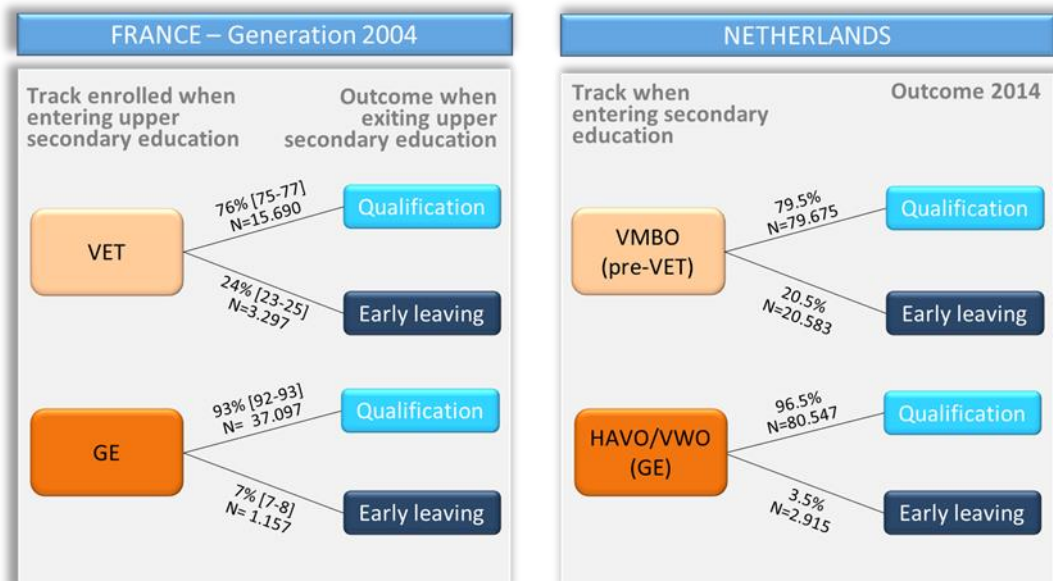 FRANCE – Generation 2004
Track enrolled when
entering upper
secondary education
Outcome when
exiting upper
secondary education
VET
76% [75-77]
N=15.690
Qualification
24% [23-25]
N=3.297
Early leaving
GE
93% [92-93]
N= 37.097
Qualification
7% [7-8]
N= 1.157
Early leaving
NETHERLANDS
Track when
entering secondary
education
Outcome 2014
VMBO
(pre-VET)
79.5%
N=79.675
Qualification
20.5%
N=20.583
Early leaving
HAVO/VWO
(GE)
96.5%
N=80.547
Qualification
3.5%
N=2.915
Early leaving